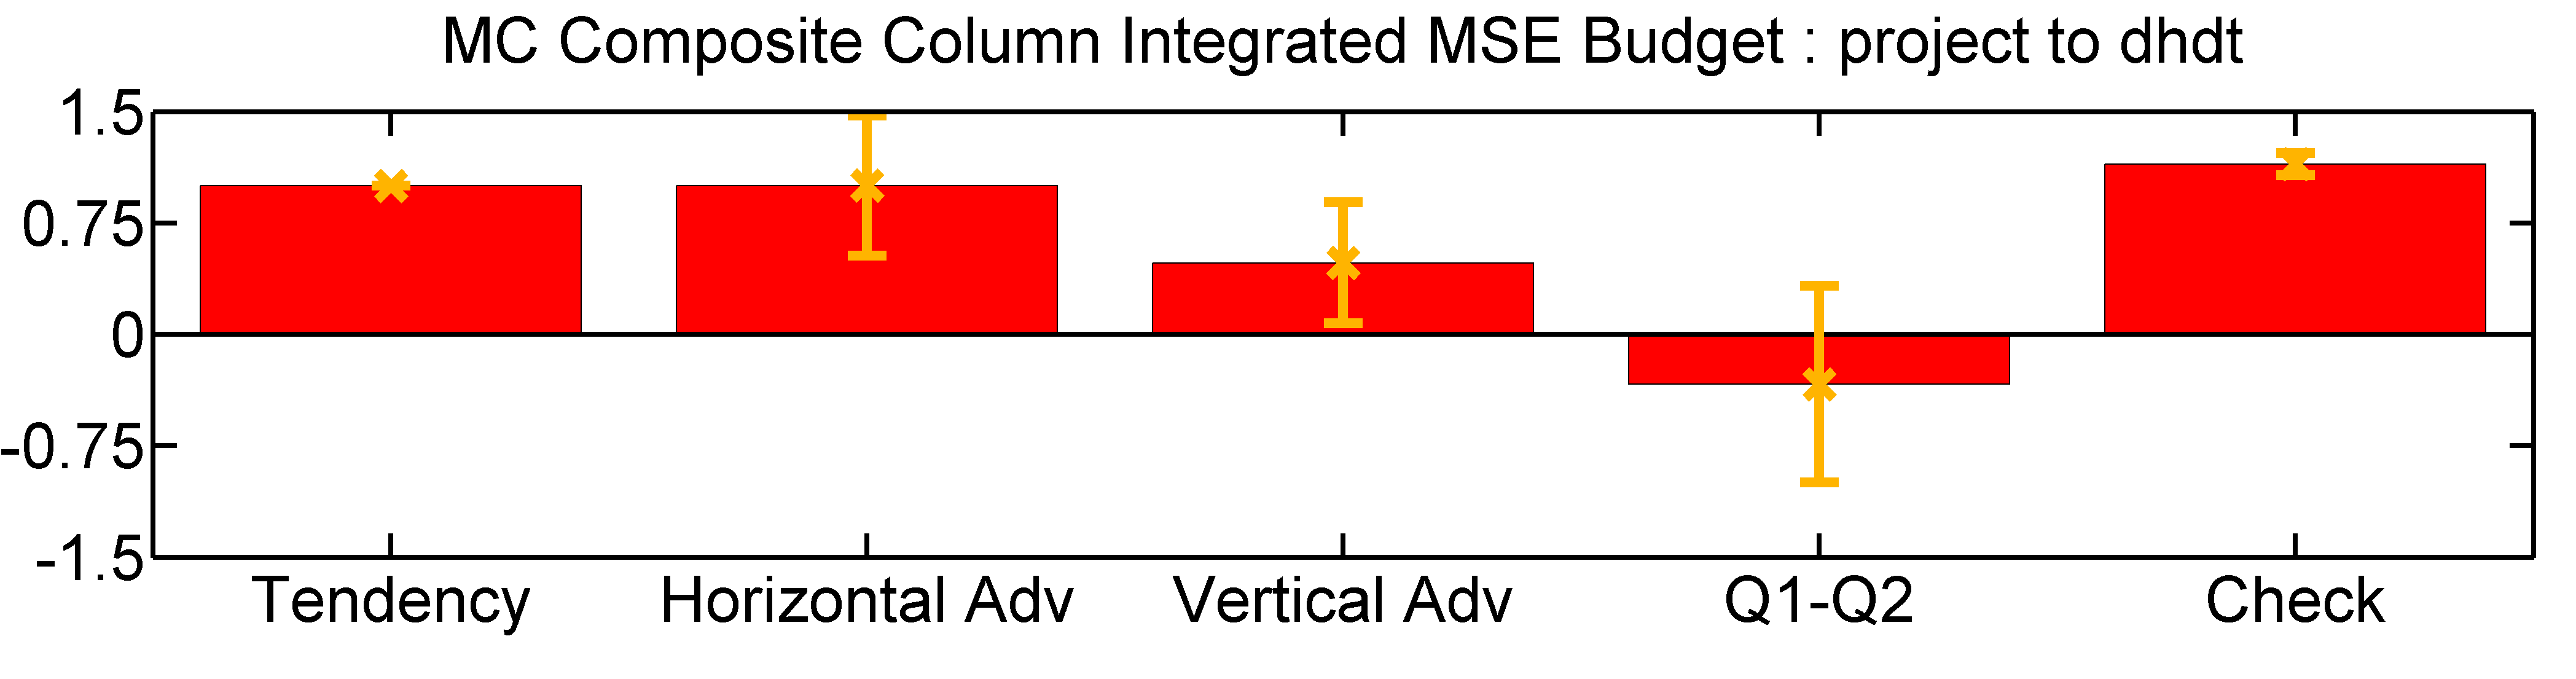 MC Composite Column Integrated MSE Budget : project to dhdt
1.5
0.75
0
-0.75
-1.5
Tendency Horizontal Adv Vertical Adv Q1-Q2 Check